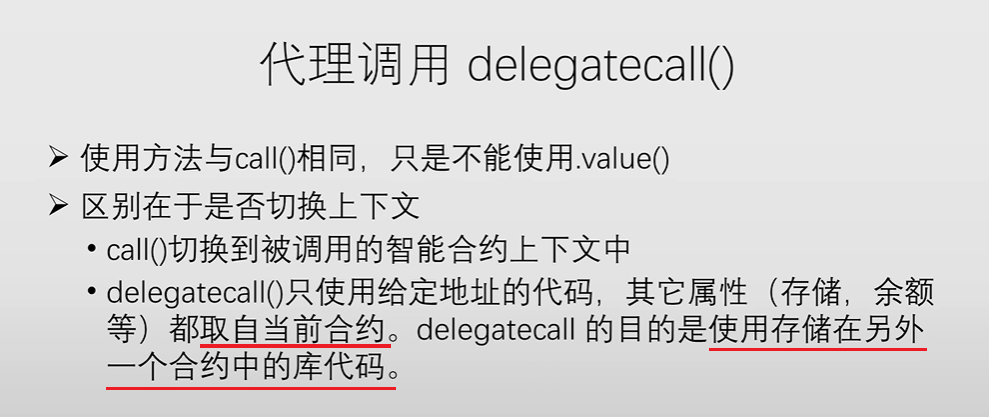 代理调用 delegatecall()
➢ 使用方法与call()相同，只是不能使用.value()
➢ 区别在于是否切换上下文
• call()切换到被调用的智能合约上下文中
• delegatecall()只使用给定地址的代码，其它属性（存储，余额
等）都取自当前合约。delegatecall 的目的是使用存储在另外
一个合约中的库代码。